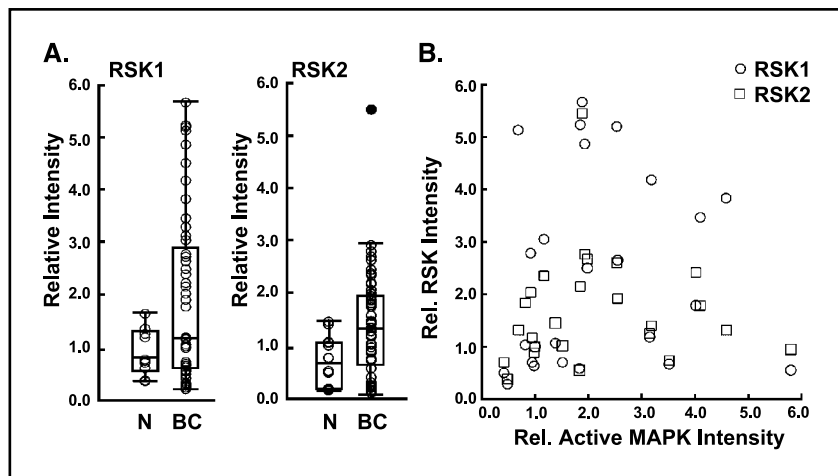 A.
RSK1
Relative Intensity
6.0
5.0
4.0
3.0
2.0
1.0
0.0
N BC
RSK2
Relative Intensity
6.0
5.0
4.0
3.0
2.0
1.0
0.0
N BC
B.
RSK1
RSK2
Rel. RSK Intensity
6.0
5.0
4.0
3.0
2.0
1.0
0.0
0.0 1.0 2.0 3.0 4.0 5.0 6.0
Rel. Active MAPK Intensity